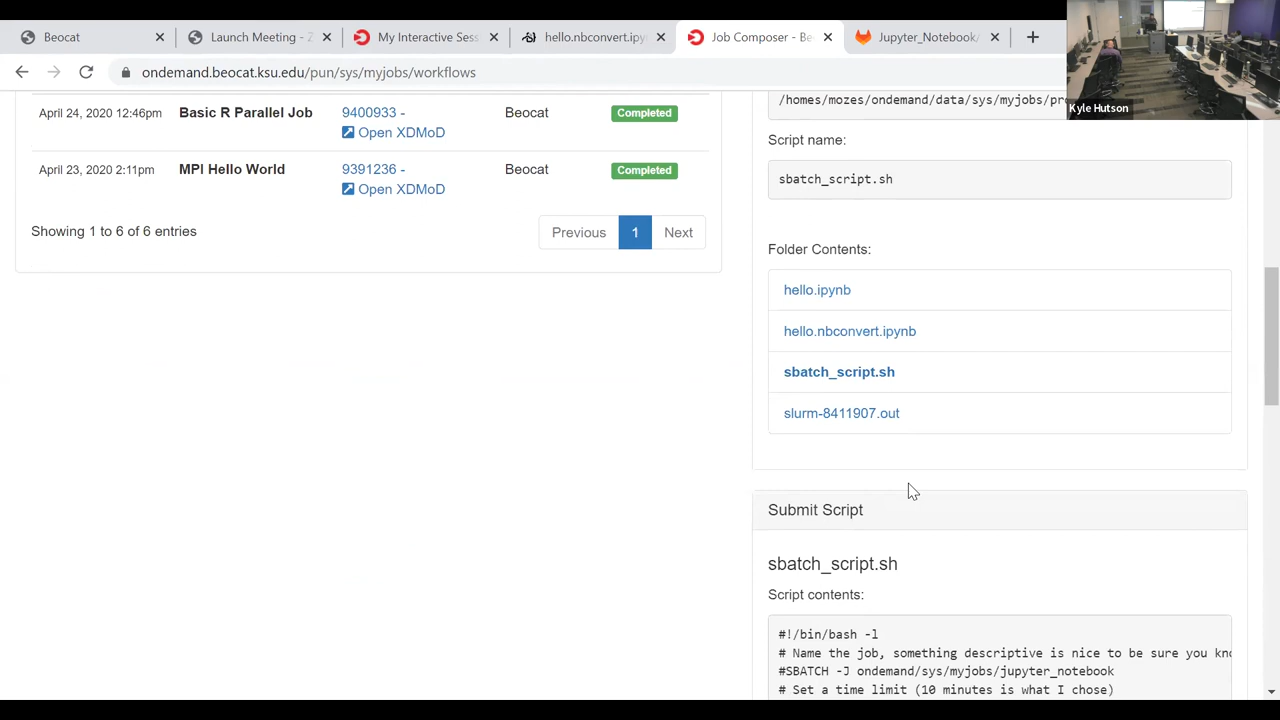 Beocat
Launch Meeting - Z
My Interactive Sess
hello.nbconvert.ipy
Job Composer - Be
Jupyter_Notebook/
ondemand.beocat.ksu.edu/pun/sys/myjobs/workflows
Kyle Hutson
April 24, 2020 12:46pm Basic R Parallel Job 9400933 - Beocat Completed
Open XDMoD
April 23, 2020 2:11pm MPI Hello World 9391236 - Beocat Completed
Open XDMoD
Showing 1 to 6 of 6 entries
Previous 1 Next
/homes/mozes/ondemand/data/sys/myjobs/pr
Script name:
sbatch_script.sh
Folder Contents:
hello.ipynb
hello.nbconvert.ipynb
sbatch_script.sh
slurm-8411907.out
Submit Script
sbatch_script.sh
Script contents:
#!/bin/bash -l
# Name the job, something descriptive is nice to be sure you kno
#SBATCH -J ondemand/sys/myjobs/jupyter_notebook
# Set a time limit (10 minutes is what I chose)